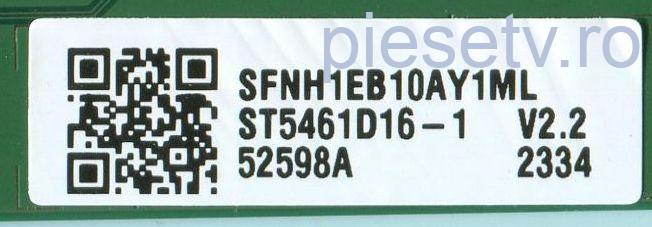 piesetv.ro
SFNH1EB10AY1ML
ST5461D16-1 V2.2
52598A 2334